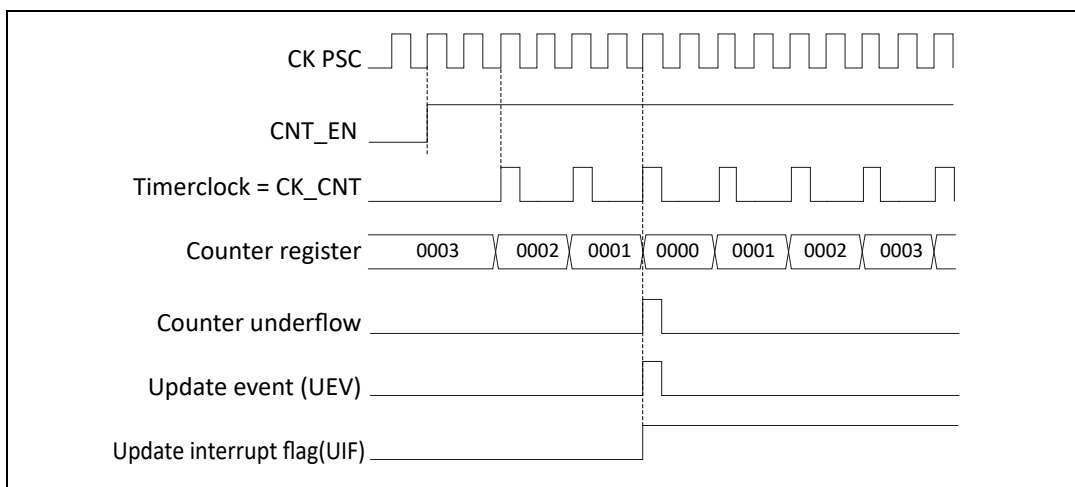 CK PSC
CNT_EN
Timerclock = CK_CNT
Counter register 0003 0002 0001 0000 0001 0002 0003
Counter underflow
Update event (UEV)
Update interrupt flag(UIF)